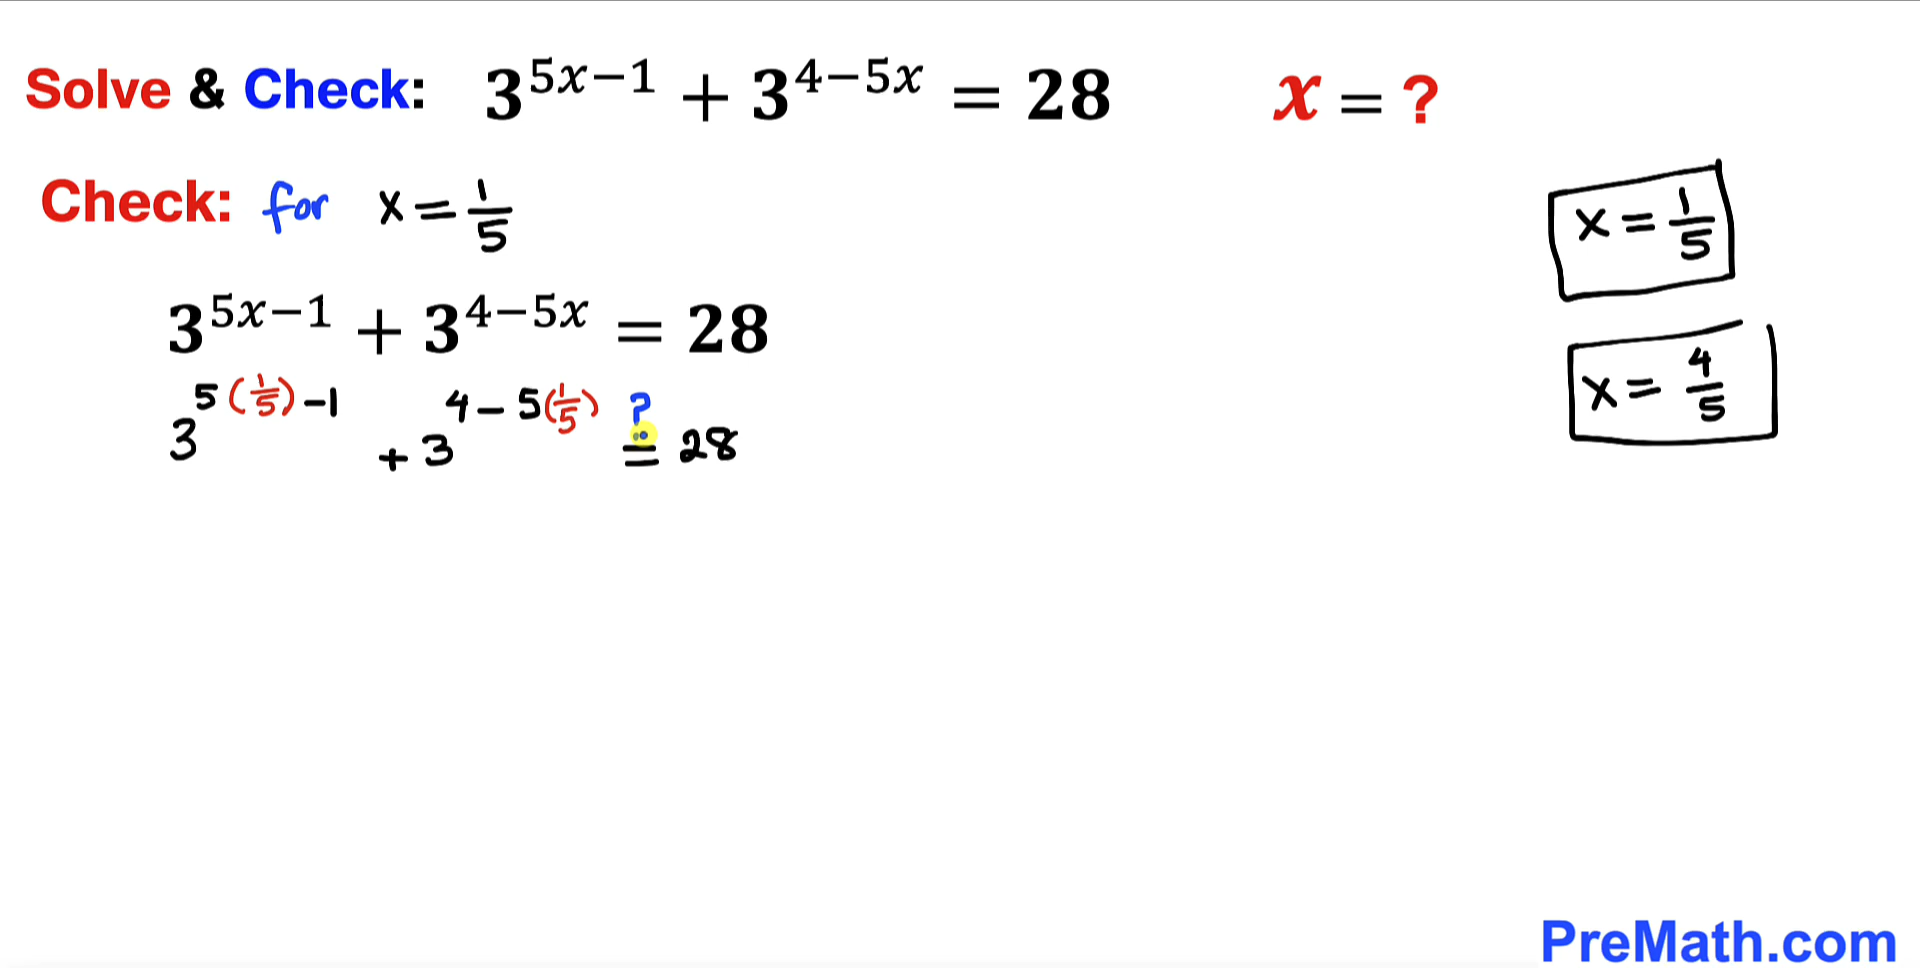 Solve & Check: 3^{5x−1} + 3^{4−5x} = 28 x = ?
Check: for x = 1/5
3^{5x−1} + 3^{4−5x} = 28
3^{5(1/5)−1} + 3^{4−5(1/5)} ≟ 28
x = 1/5
x = 4/5
PreMath.com